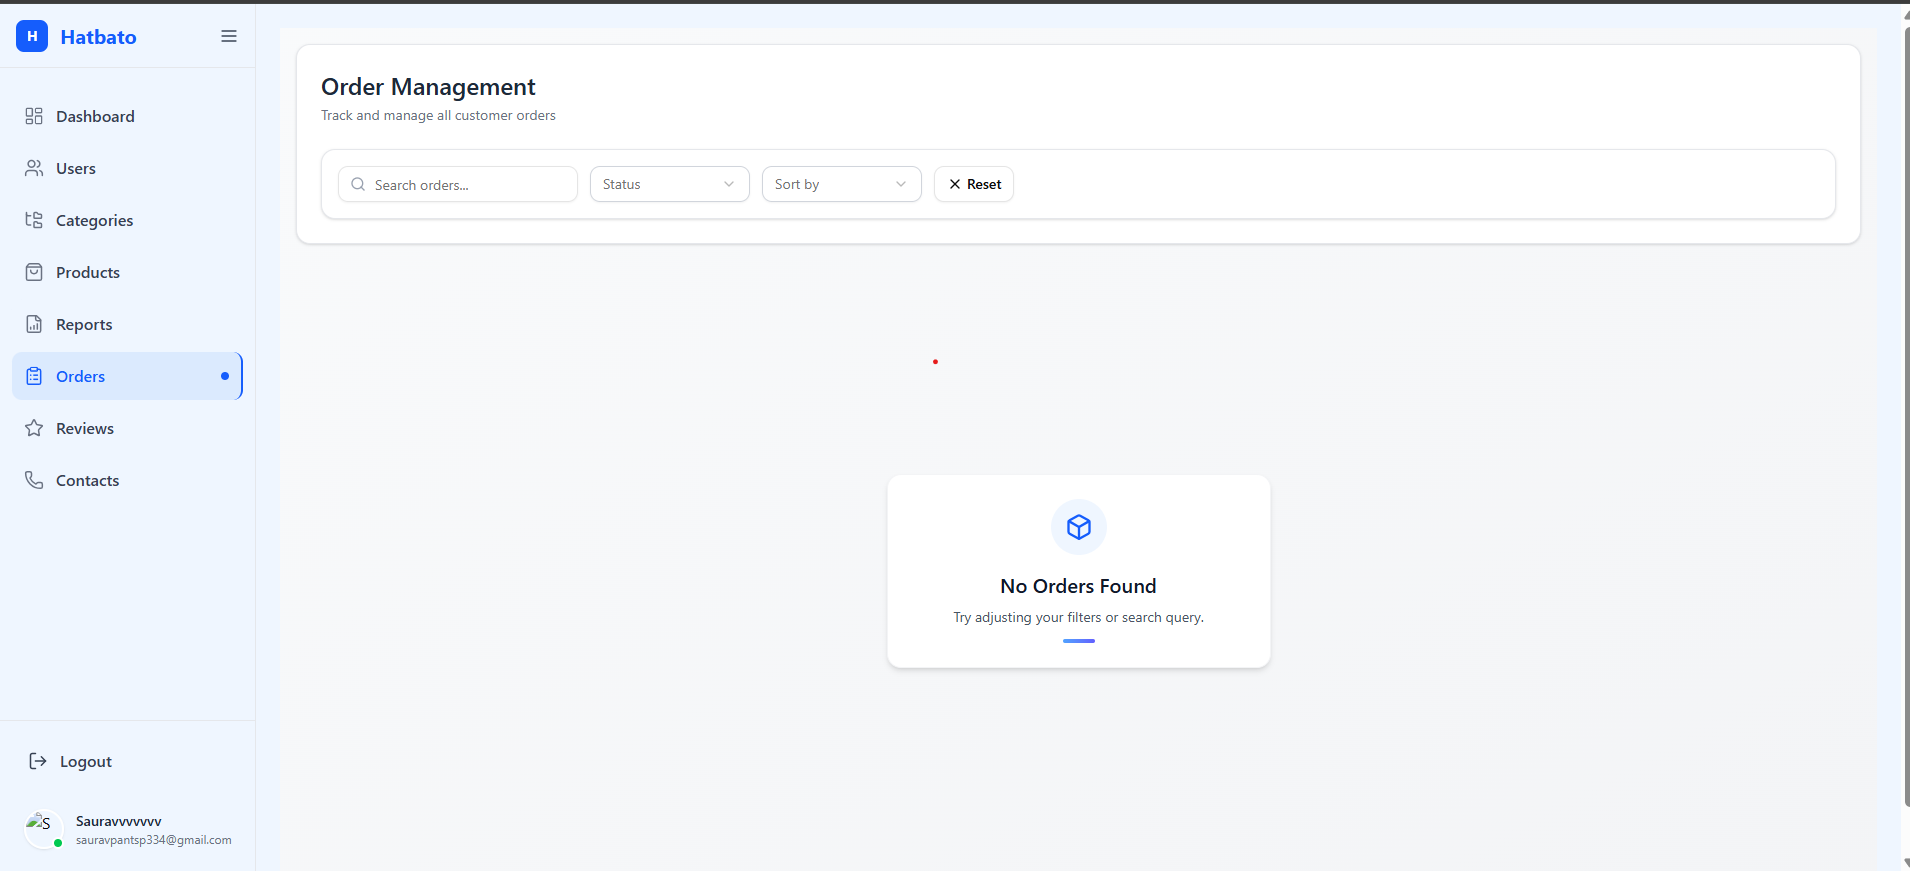 H Hatbato
Dashboard
Users
Categories
Products
Reports
Orders
Reviews
Contacts
Logout
S
Sauravvvvvvv
sauravpantsp334@gmail.com
Order Management
Track and manage all customer orders
Search orders... Status Sort by Reset
No Orders Found
Try adjusting your filters or search query.